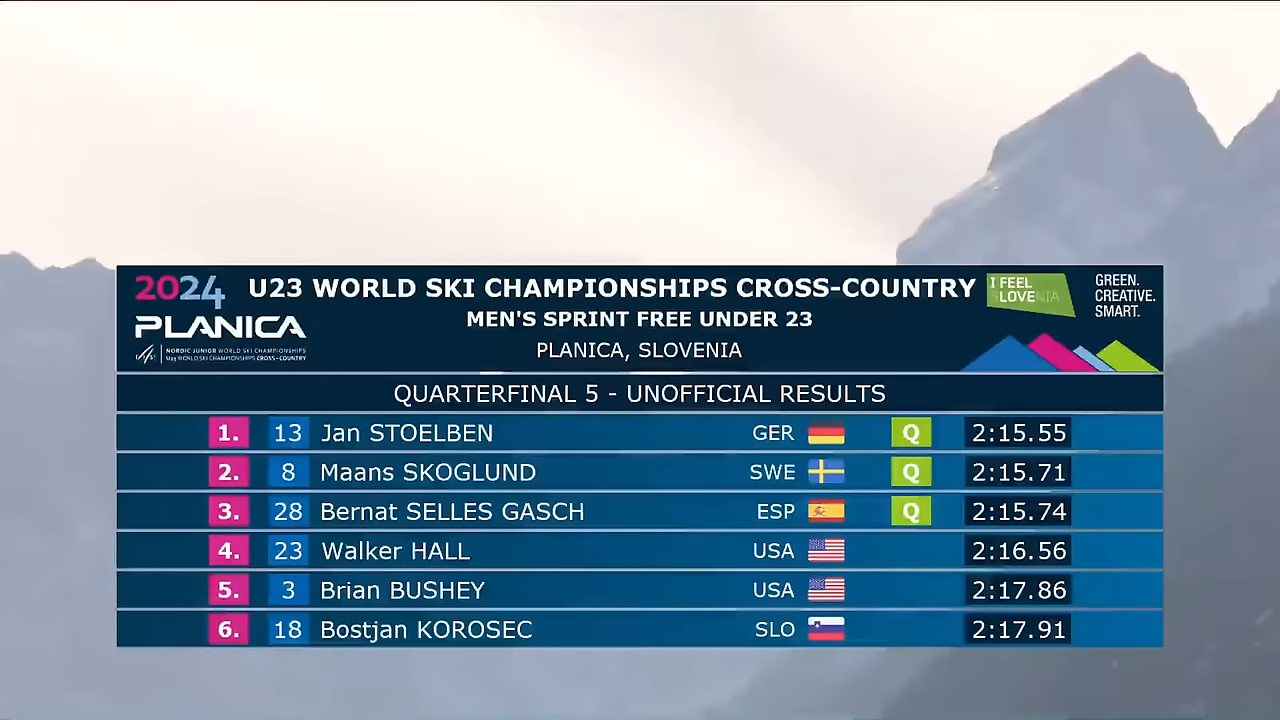 2024
PLANICA
NORDIC JUNIOR WORLD SKI CHAMPIONSHIPS
U23 WORLD SKI CHAMPIONSHIPS CROSS-COUNTRY
U23 WORLD SKI CHAMPIONSHIPS CROSS-COUNTRY
MEN'S SPRINT FREE UNDER 23
PLANICA, SLOVENIA
I FEEL
SLOVENIA
GREEN.
CREATIVE.
SMART.
QUARTERFINAL 5 - UNOFFICIAL RESULTS
1. 13 Jan STOELBEN GER Q 2:15.55
2. 8 Maans SKOGLUND SWE Q 2:15.71
3. 28 Bernat SELLES GASCH ESP Q 2:15.74
4. 23 Walker HALL USA 2:16.56
5. 3 Brian BUSHEY USA 2:17.86
6. 18 Bostjan KOROSEC SLO 2:17.91